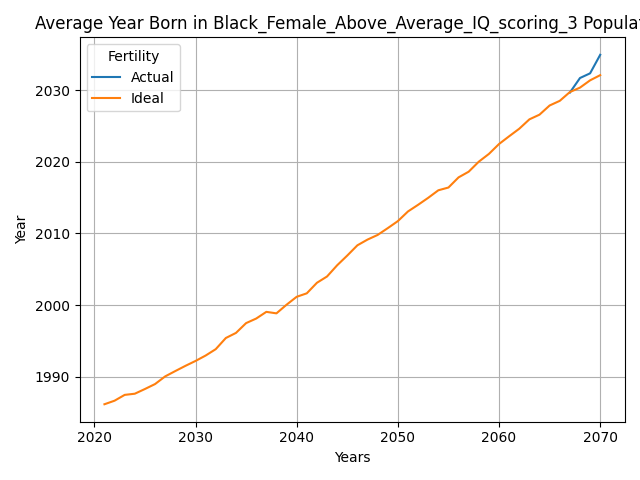 Average Year Born in Black_Female_Above_Average_IQ_scoring_3 Populat
Fertility
Actual
Ideal
Year
2030
2020
2010
2000
1990
2020 2030 2040 2050 2060 2070
Years